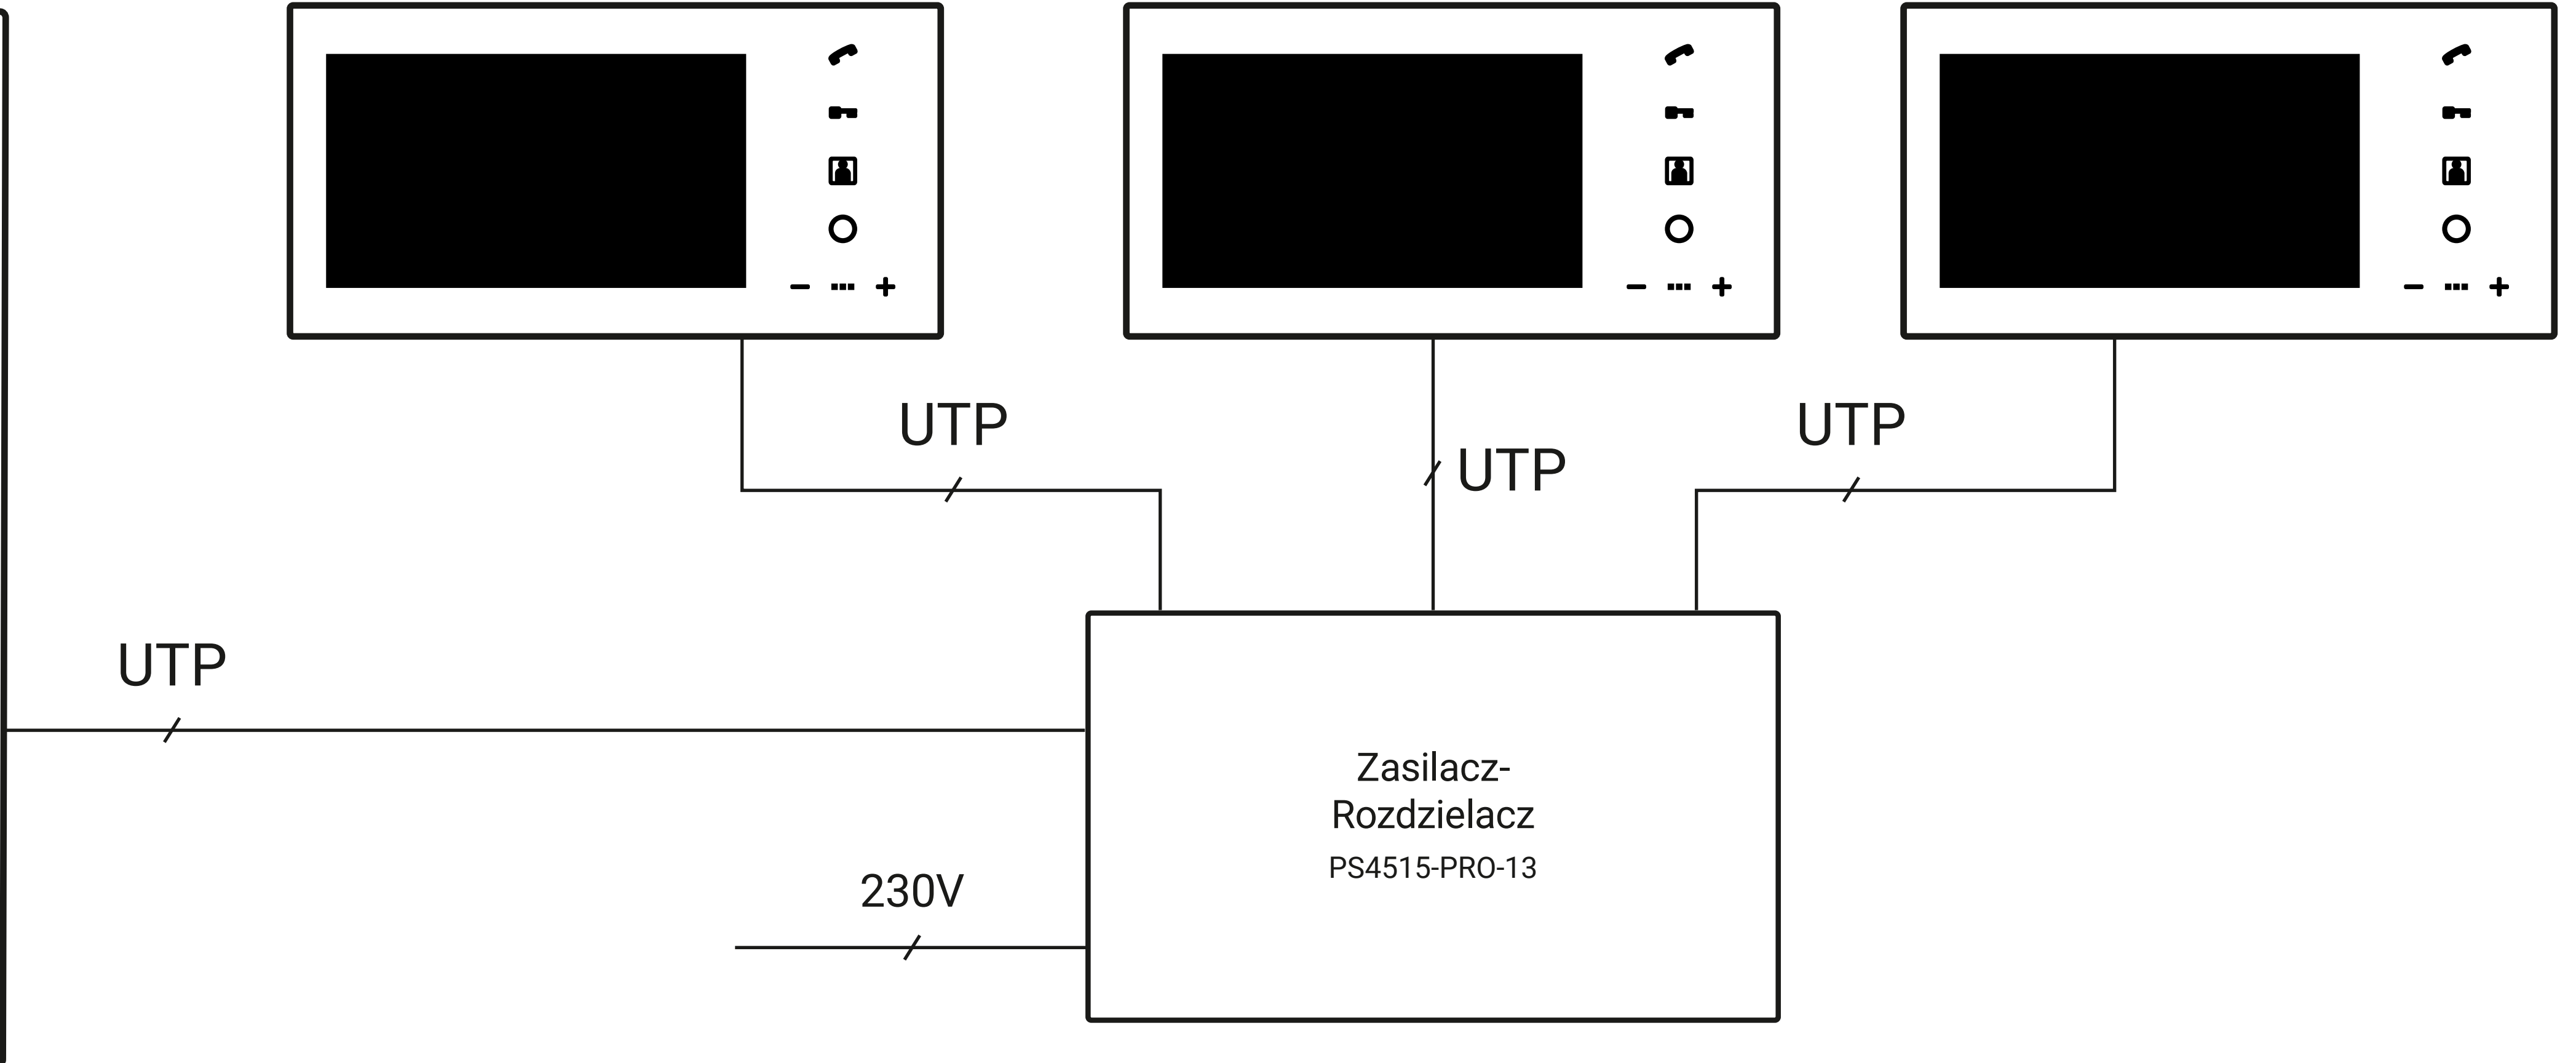 UTP
UTP
UTP
UTP
Zasilacz-
Rozdzielacz
PS4515-PRO-13
230V